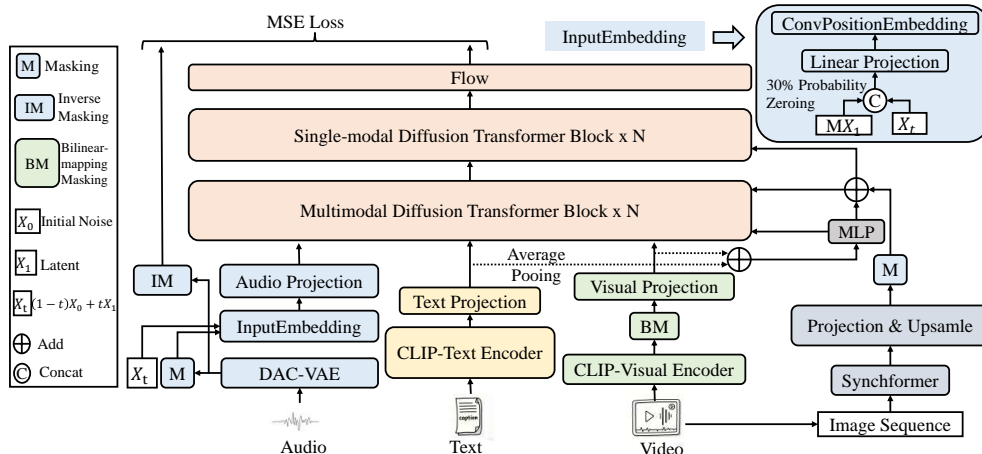 MSE Loss
InputEmbedding
ConvPositionEmbedding
Linear Projection
30% Probability
Zeroing
C
MX₁
Xₜ
M
Masking
IM
Inverse
Masking
BM
Bilinear-
mapping
Masking
X₀ Initial Noise
X₁ Latent
Xₜ (1 − t)X₀ + tX₁
Add
C Concat
Flow
Single-modal Diffusion Transformer Block x N
Multimodal Diffusion Transformer Block x N
MLP
Average
Pooing
IM
Audio Projection
Text Projection
Visual Projection
M
InputEmbedding
BM
Projection & Upsamle
Xₜ
M
DAC-VAE
CLIP-Text Encoder
CLIP-Visual Encoder
Synchformer
caption
Image Sequence
Audio
Text
Video